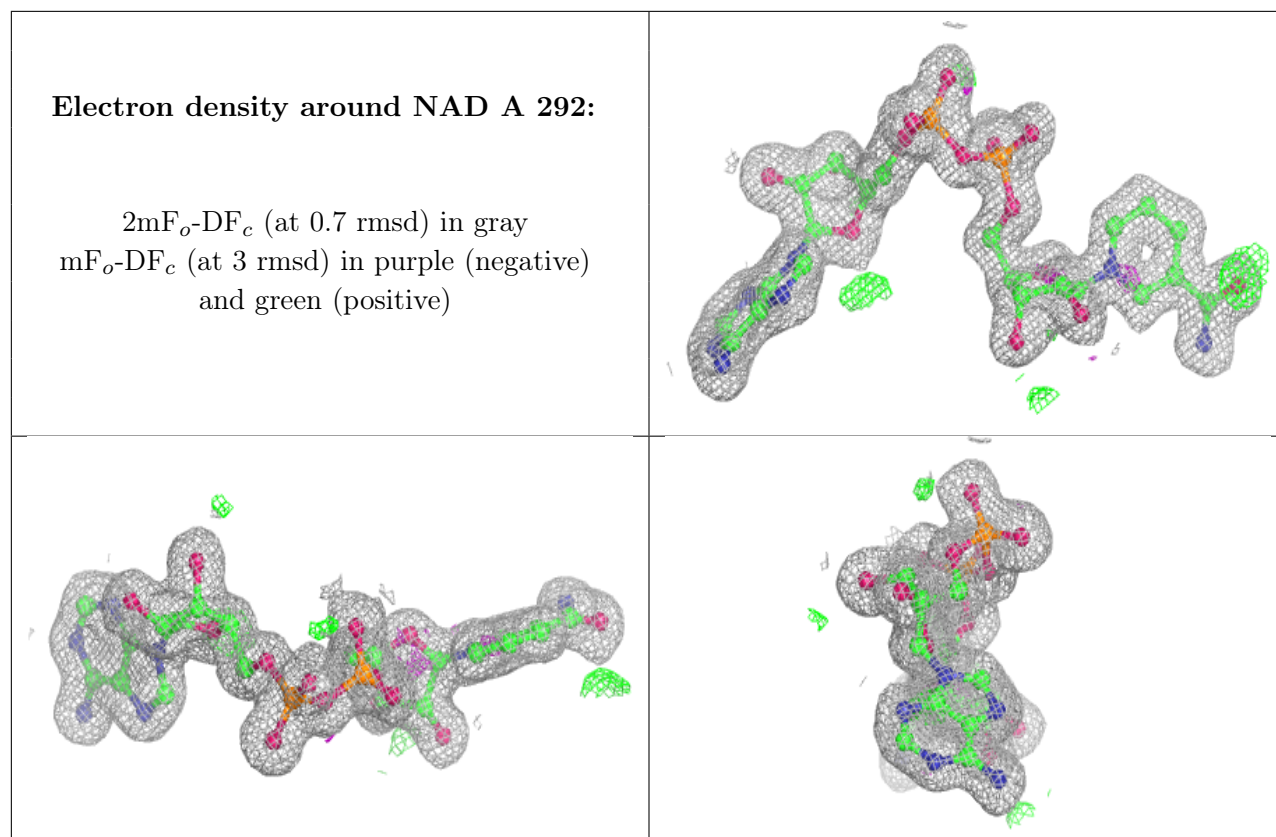 Electron density around NAD A 292:
2mFₒ-DF𝒸 (at 0.7 rmsd) in gray
mFₒ-DF𝒸 (at 3 rmsd) in purple (negative)
and green (positive)